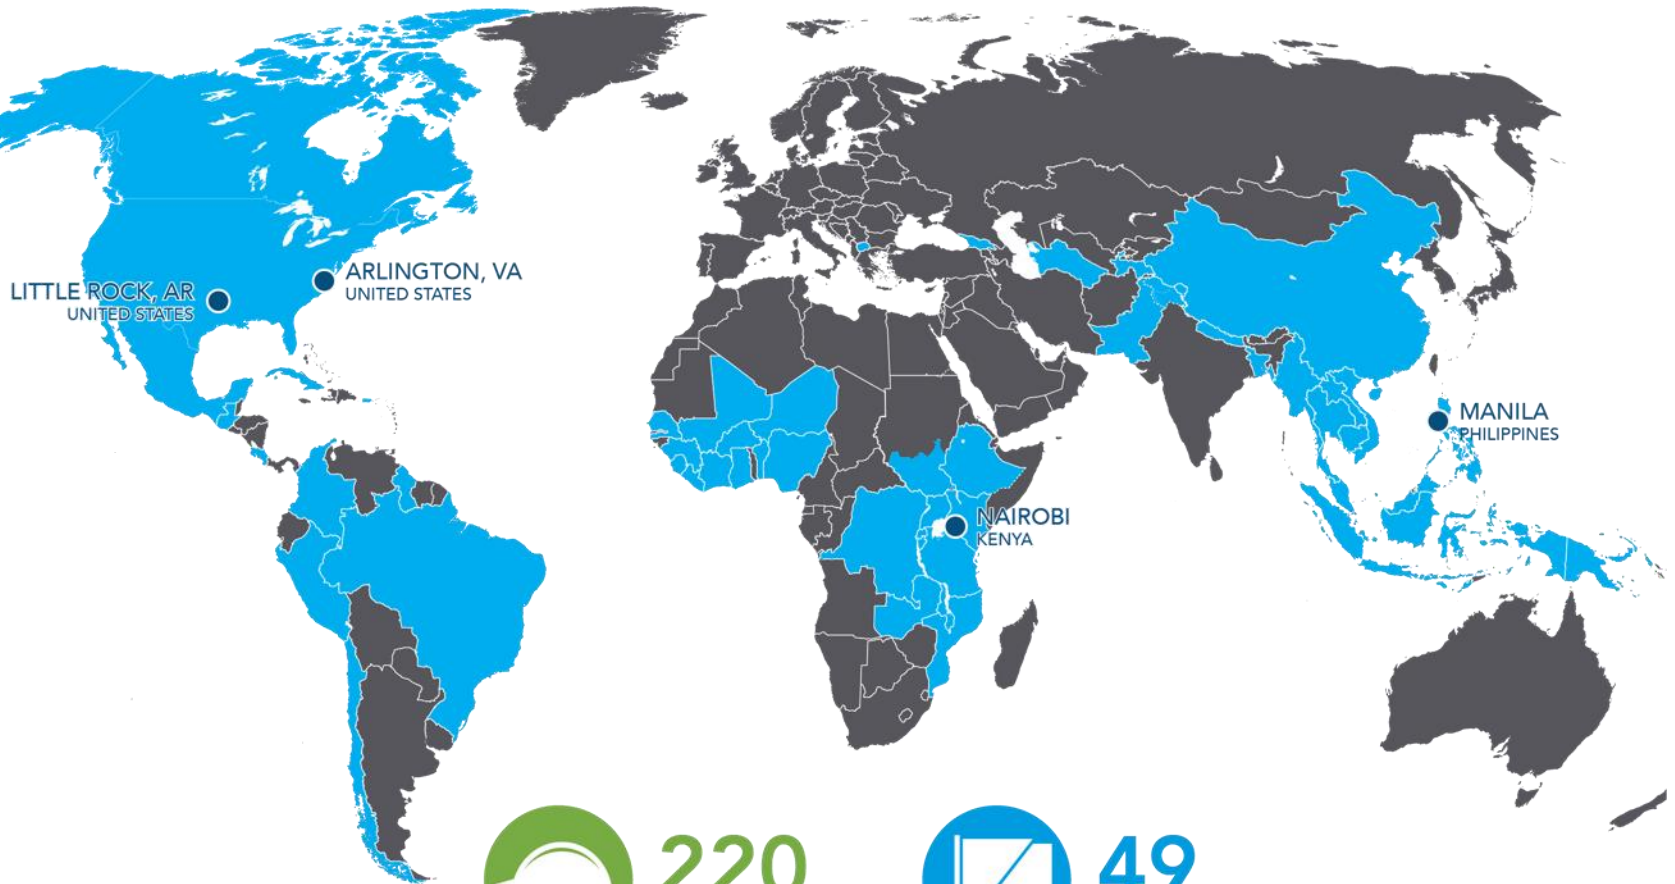 ARLINGTON, VA
UNITED STATES
LITTLE ROCK, AR
UNITED STATES
MANILA
PHILIPPINES
NAIROBI
KENYA
220
49